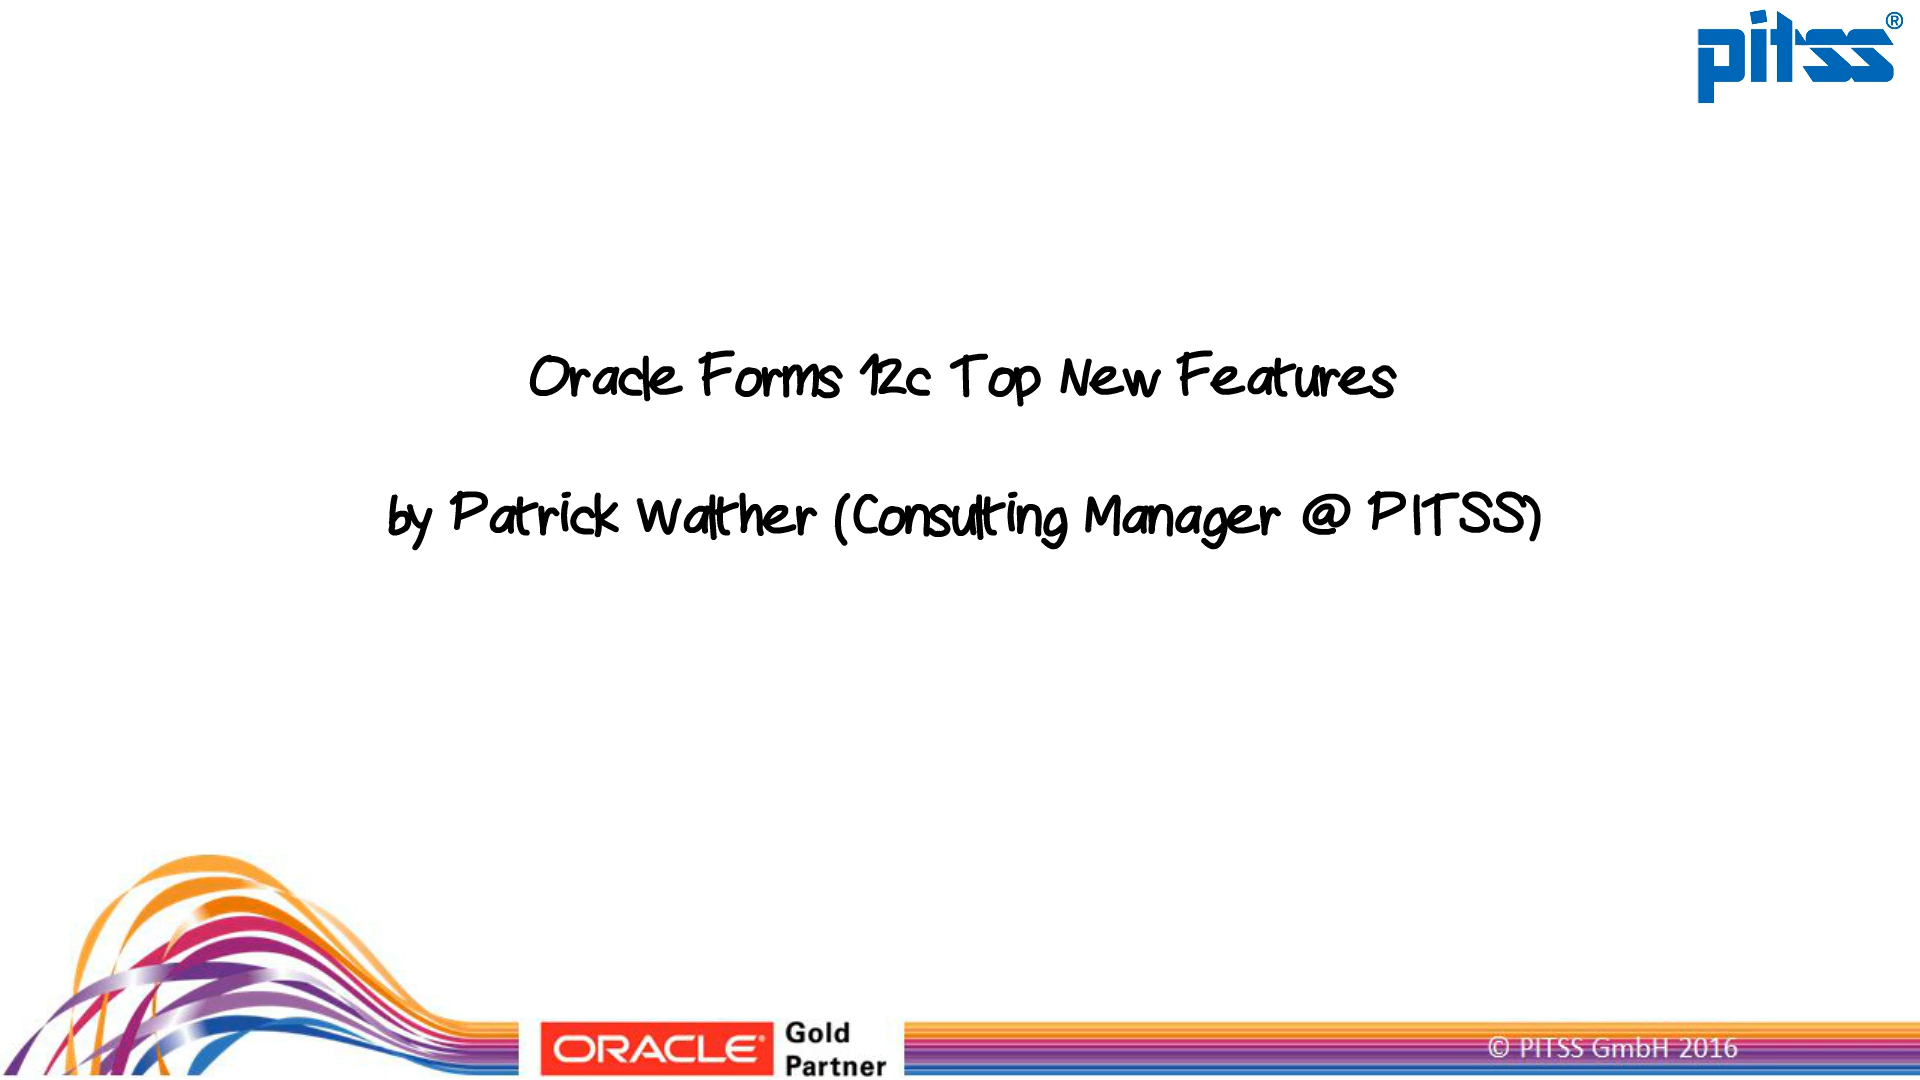 pitss®
Oracle Forms 12c Top New Features
by Patrick Walther (Consulting Manager @ PITSS)
ORACLE®
Gold
Partner
© PITSS GmbH 2016